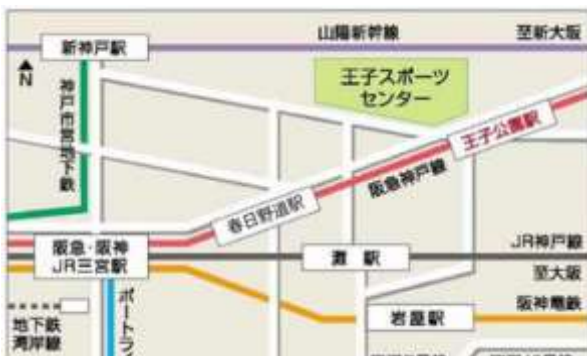 山陽新幹線
至新大阪
新神戸駅
N
神戸市営地下鉄
王子スポーツ
センター
王子公園駅
阪急神戸線
春日野道駅
阪急・阪神
JR三宮駅
灘 駅
JR神戸線
至大阪
阪神電鉄
岩屋駅
地下鉄
湾岸線
ポートライ